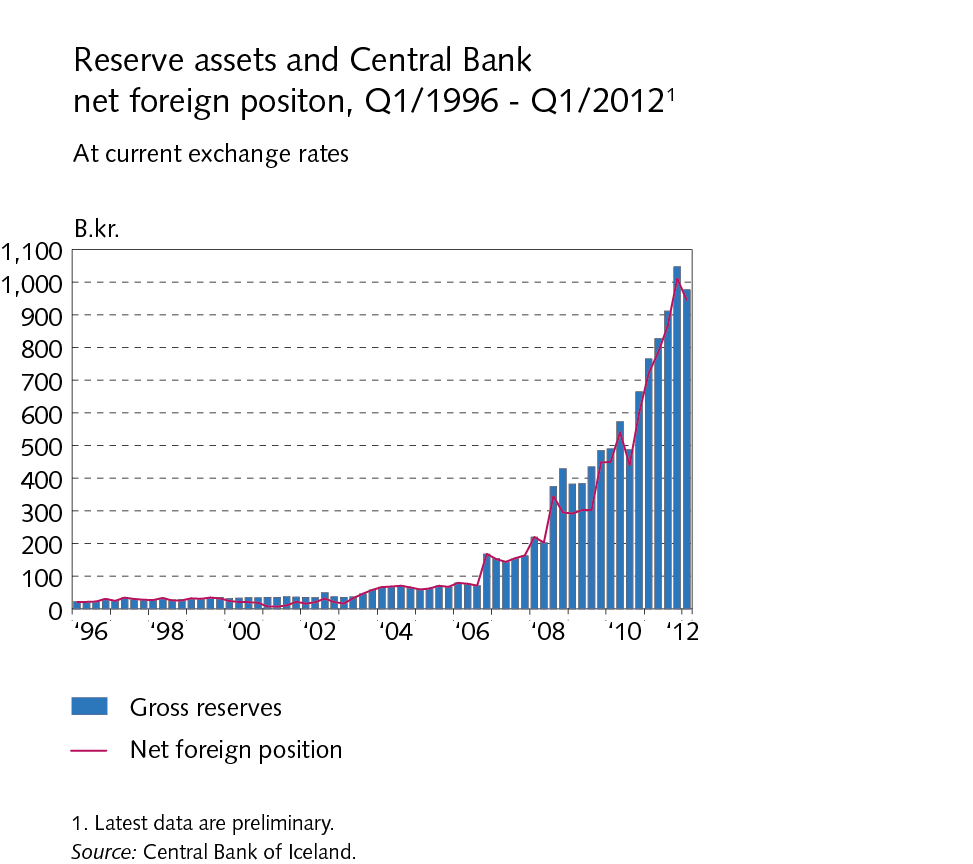 Reserve assets and Central Bank
net foreign positon, Q1/1996 - Q1/2012¹
At current exchange rates
B.kr.
1,100
1,000
900
800
700
600
500
400
300
200
100
0
‘96 ‘98 ‘00 ‘02 ‘04 ‘06 ‘08 ‘10 ‘12
Gross reserves
Net foreign position
1. Latest data are preliminary.
Source: Central Bank of Iceland.